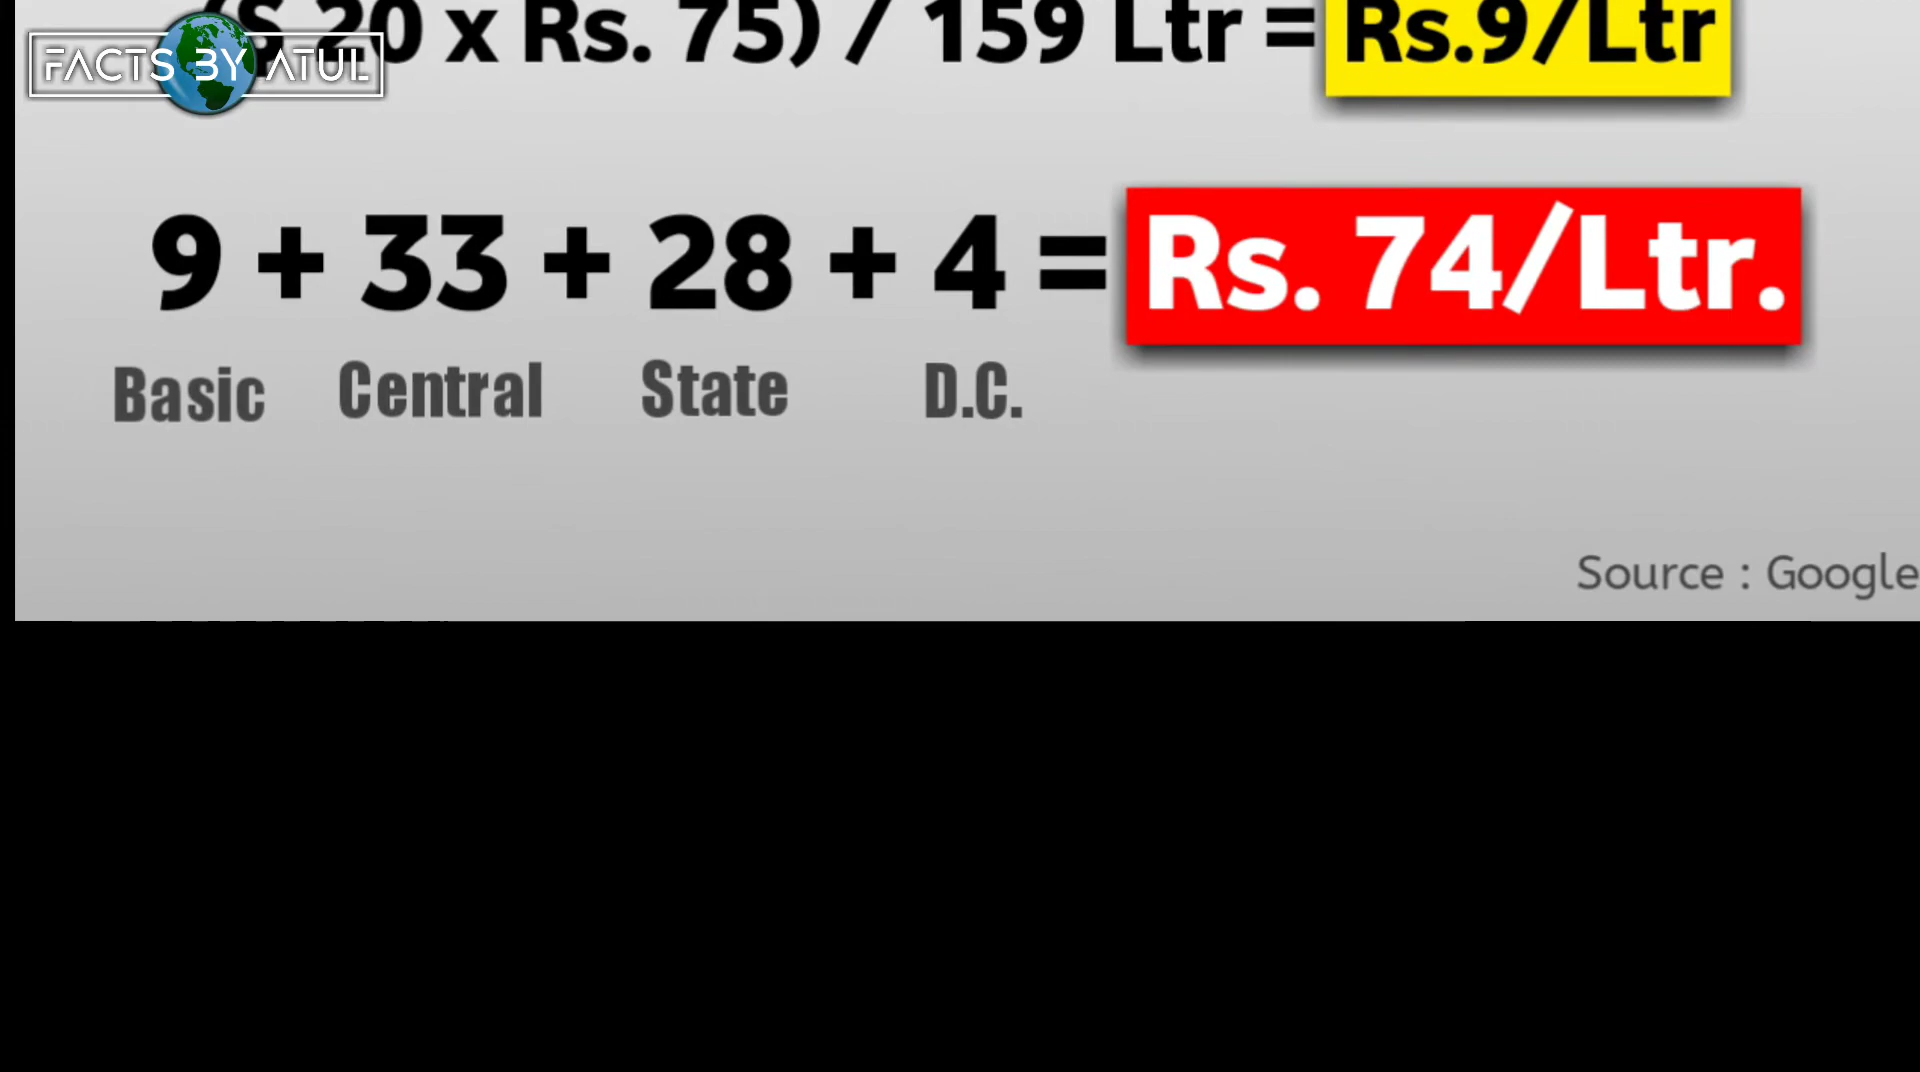 ($ 20 x Rs. 75) / 159 Ltr = Rs.9/Ltr
FACTS BY ATUL
9 + 33 + 28 + 4 = Rs. 74/Ltr.
Basic Central State D.C.
Source : Google